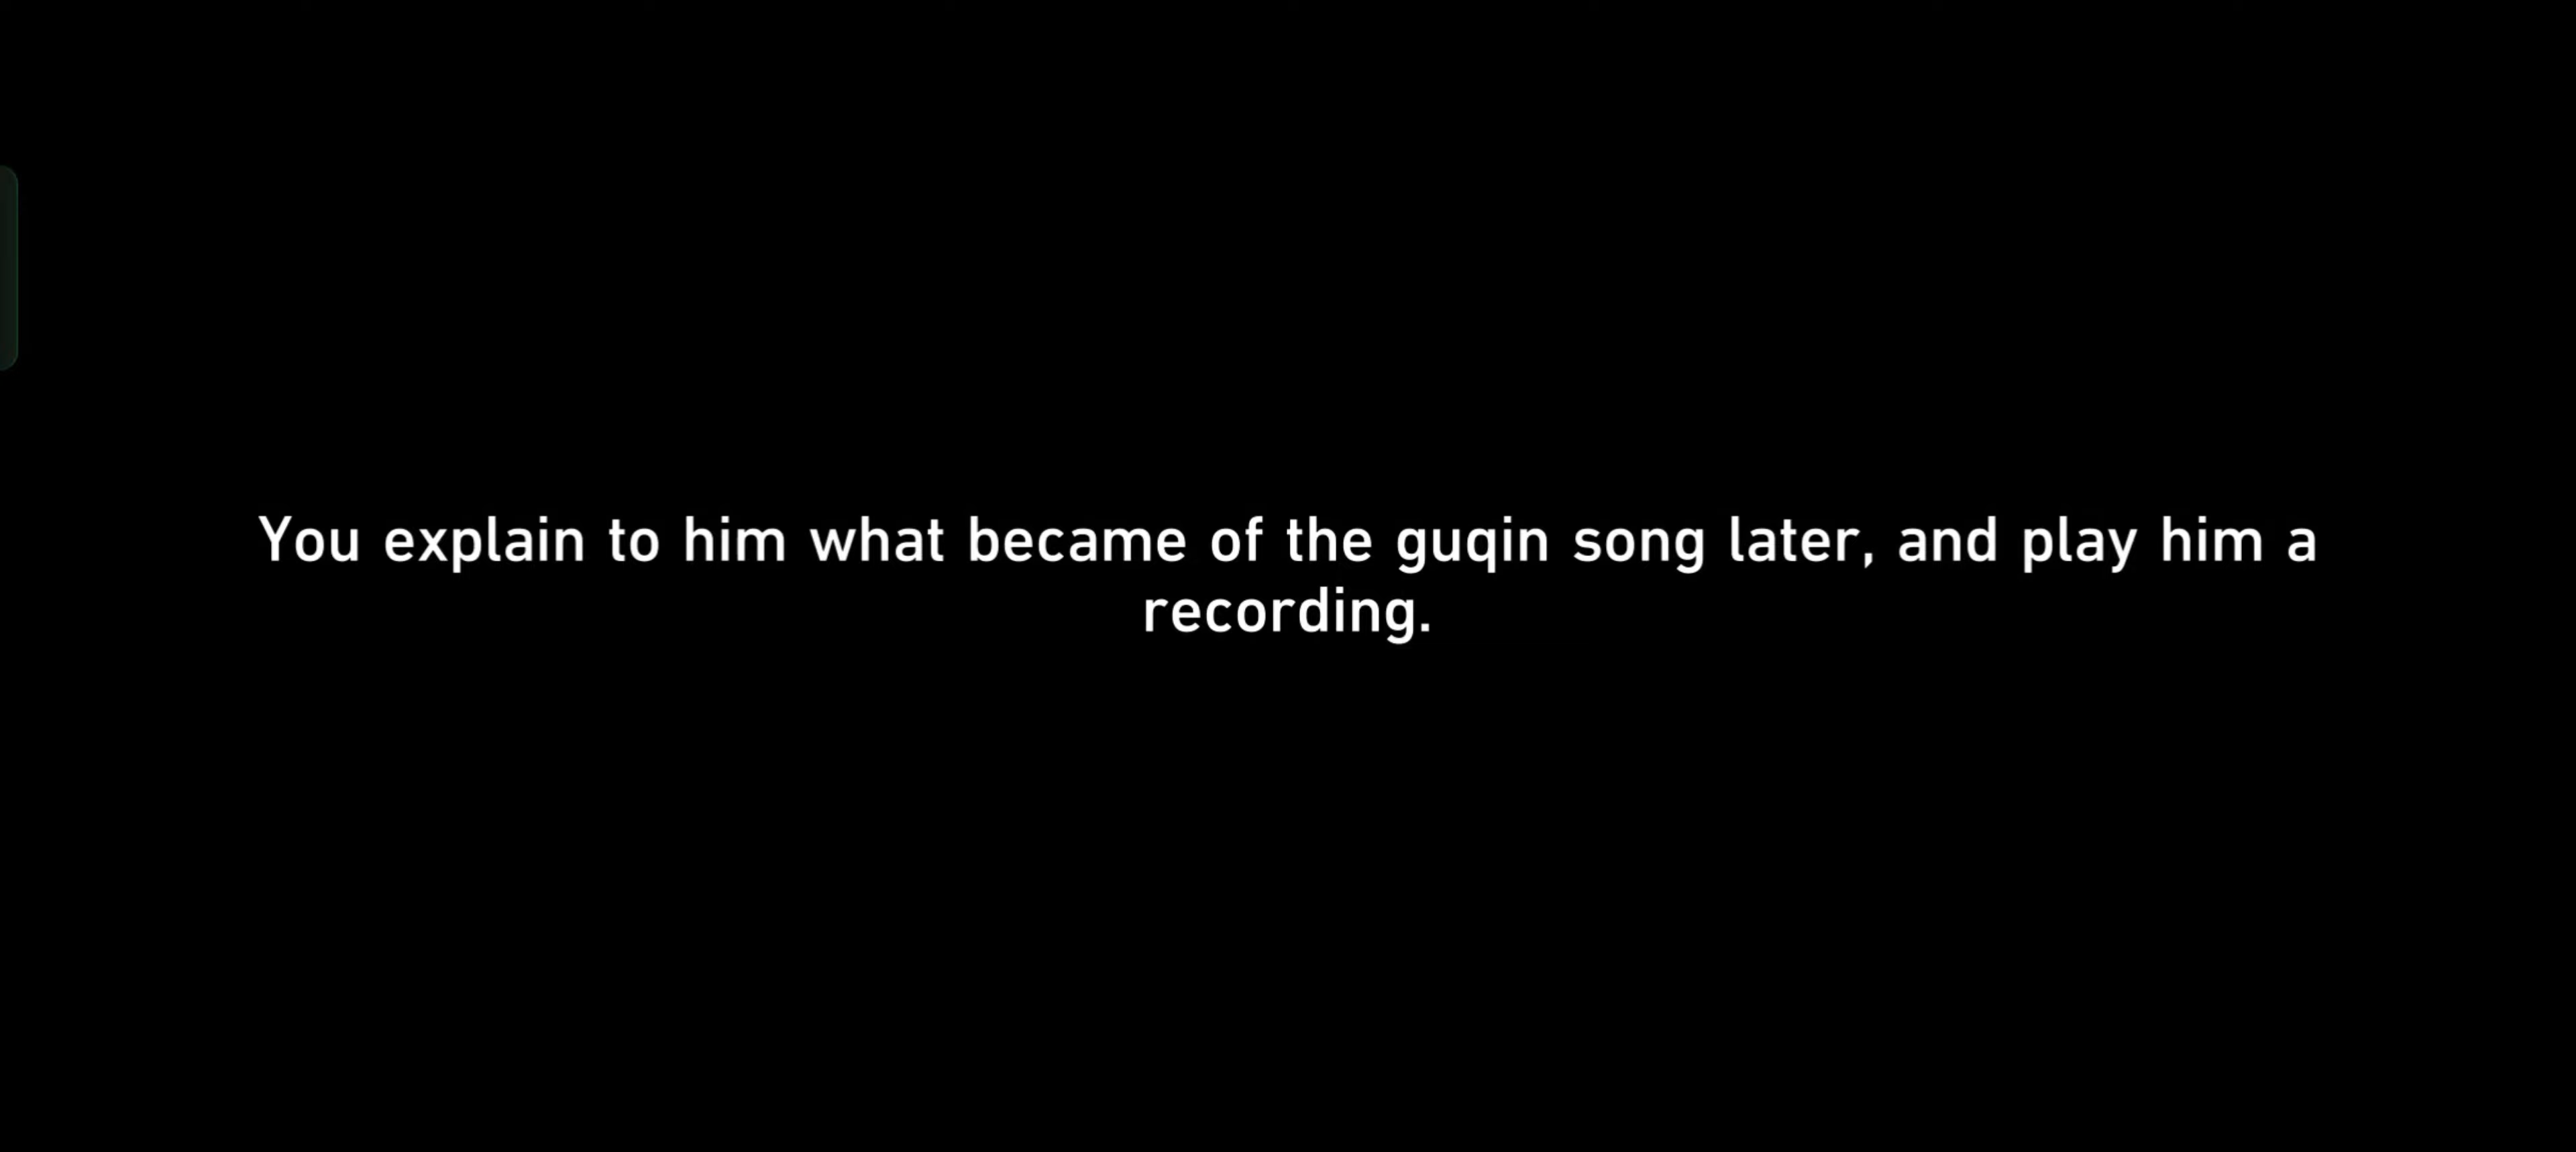 You explain to him what became of the guqin song later, and play him a
recording.